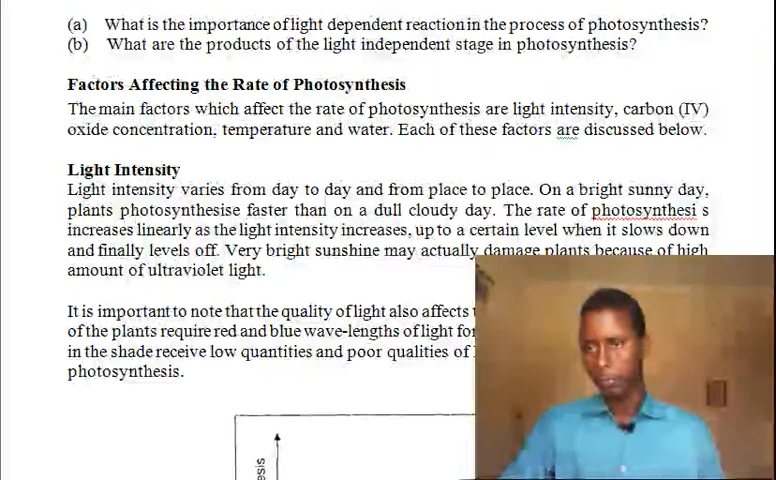 (a) What is the importance of light dependent reaction in the process of photosynthesis?
(b) What are the products of the light independent stage in photosynthesis?
Factors Affecting the Rate of Photosynthesis
The main factors which affect the rate of photosynthesis are light intensity, carbon (IV)
oxide concentration, temperature and water. Each of these factors are discussed below.
Light Intensity
Light intensity varies from day to day and from place to place. On a bright sunny day,
plants photosynthesise faster than on a dull cloudy day. The rate of photosynthesi s
increases linearly as the light intensity increases, up to a certain level when it slows down
and finally levels off. Very bright sunshine may actually damage plants because of high
amount of ultraviolet light.
It is important to note that the quality of light also affects
of the plants require red and blue wave-lengths of light for
in the shade receive low quantities and poor qualities of
photosynthesis.